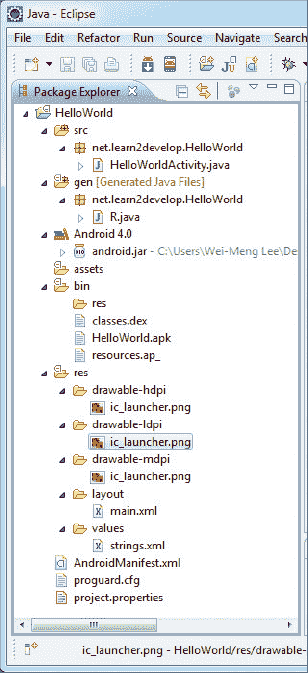 Java - Eclipse
File Edit Refactor Run Source Navigate Search
Package Explorer
HelloWorld
src
net.learn2develop.HelloWorld
HelloWorldActivity.java
gen [Generated Java Files]
net.learn2develop.HelloWorld
R.java
Android 4.0
android.jar - C:\Users\Wei-Meng Lee\De
assets
bin
res
classes.dex
HelloWorld.apk
resources.ap_
res
drawable-hdpi
ic_launcher.png
drawable-ldpi
ic_launcher.png
drawable-mdpi
ic_launcher.png
layout
main.xml
values
strings.xml
AndroidManifest.xml
proguard.cfg
project.properties
ic_launcher.png - HelloWorld/res/drawable-